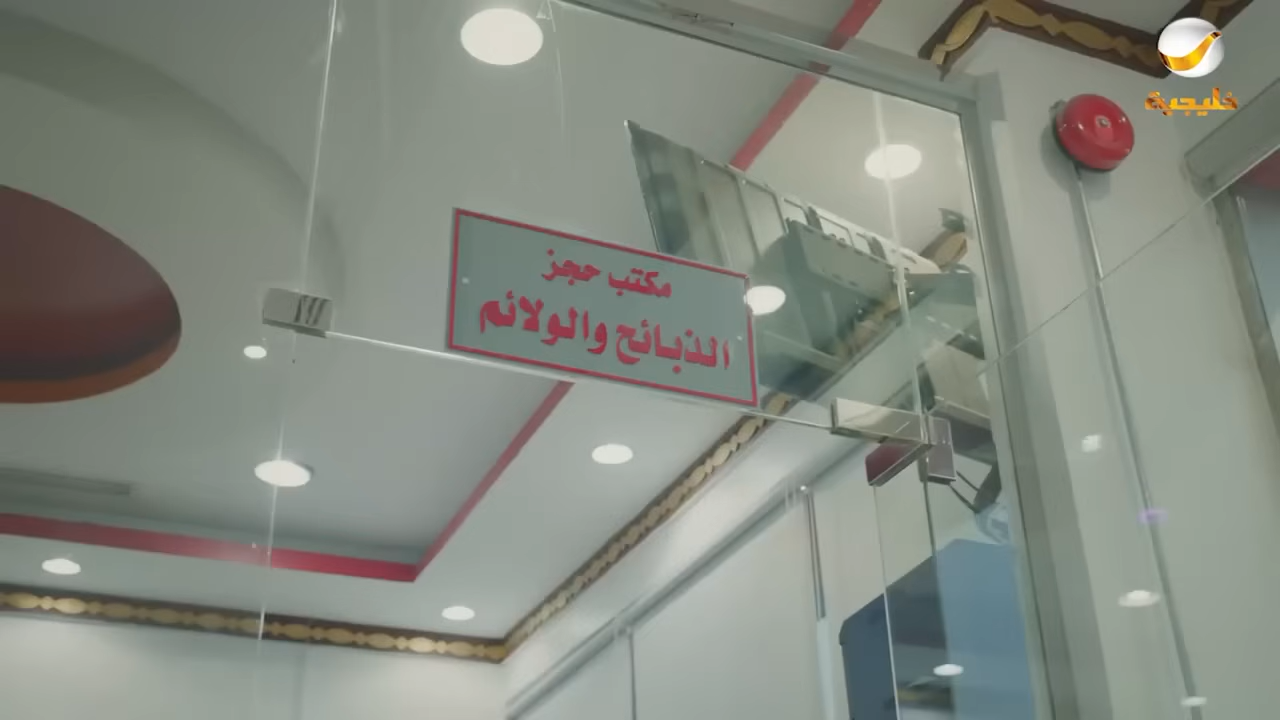 خليجية
مكتب حجز
الذبائح والولائم